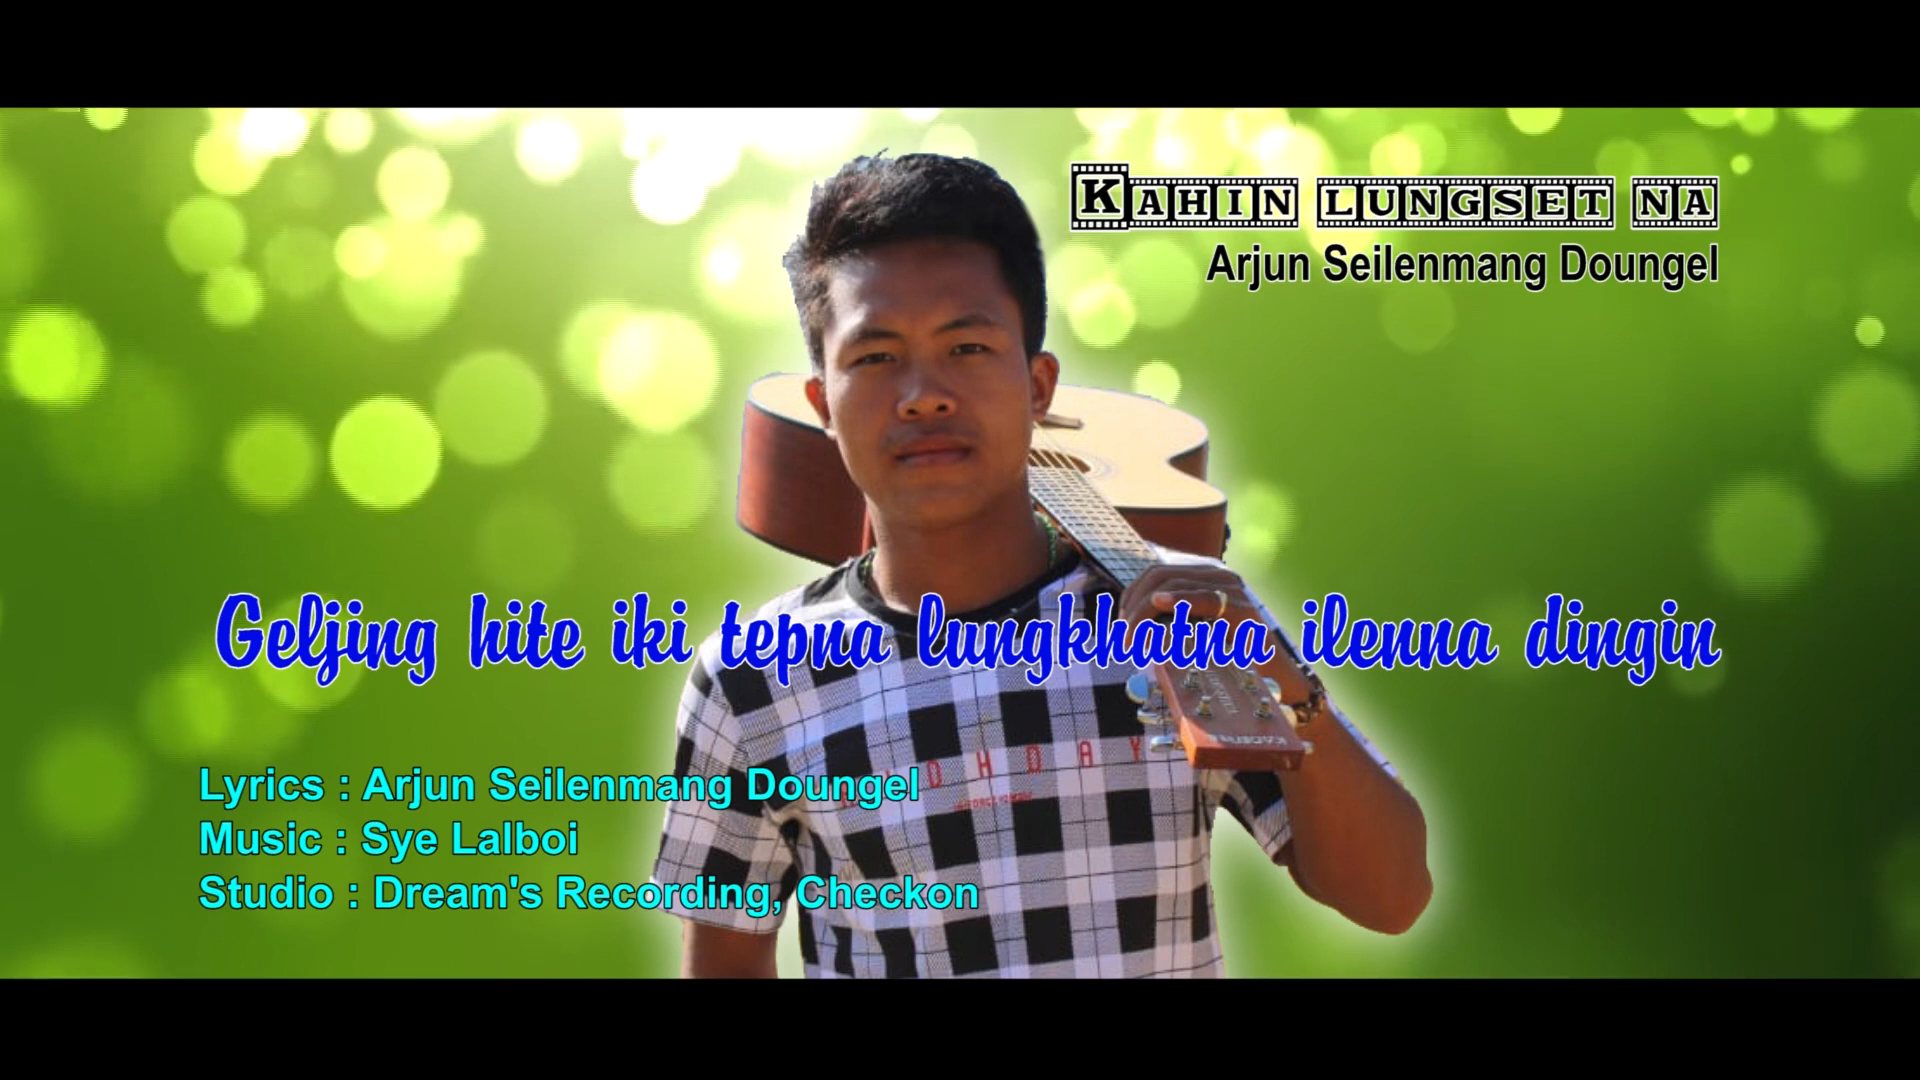 Kahin lungset na
Arjun Seilenmang Doungel
Geljing hite iki tepna lungkhatna ilenna dingin
OHOAY
Lyrics : Arjun Seilenmang Doungel
Music : Sye Lalboi
Studio : Dream's Recording, Checkon